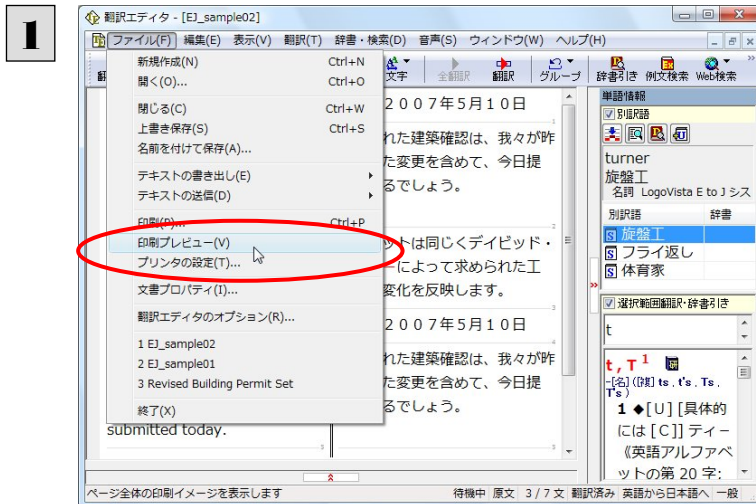 1
翻訳エディタ - [EJ_sample02]
ファイル(F) 編集(E) 表示(V) 翻訳(T) 辞書・検索(D) 音声(S) ウィンドウ(W) ヘルプ(H)
文字 全翻訳 翻訳 グループ 辞書引き 例文検索 Web検索
新規作成(N) Ctrl+N
開く(O)... Ctrl+O
閉じる(C) Ctrl+W
上書き保存(S) Ctrl+S
名前を付けて保存(A)...
テキストの書き出し(E)
テキストの送信(D)
印刷(P)... Ctrl+P
印刷プレビュー(V)
プリンタの設定(T)...
文書プロパティ(I)...
翻訳エディタのオプション(R)...
1 EJ_sample02
2 EJ_sample01
3 Revised Building Permit Set
終了(X)
submitted today.
2007年5月10日
れた建築確認は、我々が昨
た変更を含めて、今日提
るでしょう。
ットは同じくデイビッド・
ーによって求められた工
変化を反映します。
2007年5月10日
れた建築確認は、我々が昨
た変更を含めて、今日提
るでしょう。
単語情報
別訳語
turner
旋盤工
名詞 LogoVista E to J シス
別訳語 辞書
S 旋盤工
S フライ返し
S 体育家
選択範囲翻訳・辞書引き
t
t , T 1
-[名] ([複] ts , t's , Ts ,
T's )
1 ◆[U] [具体的
には [C]] ティー
《英語アルファベ
ットの第 20 字;
ページ全体の印刷イメージを表示します 待機中 原文 3 / 7 文 翻訳済み 英語から日本語へ 一般